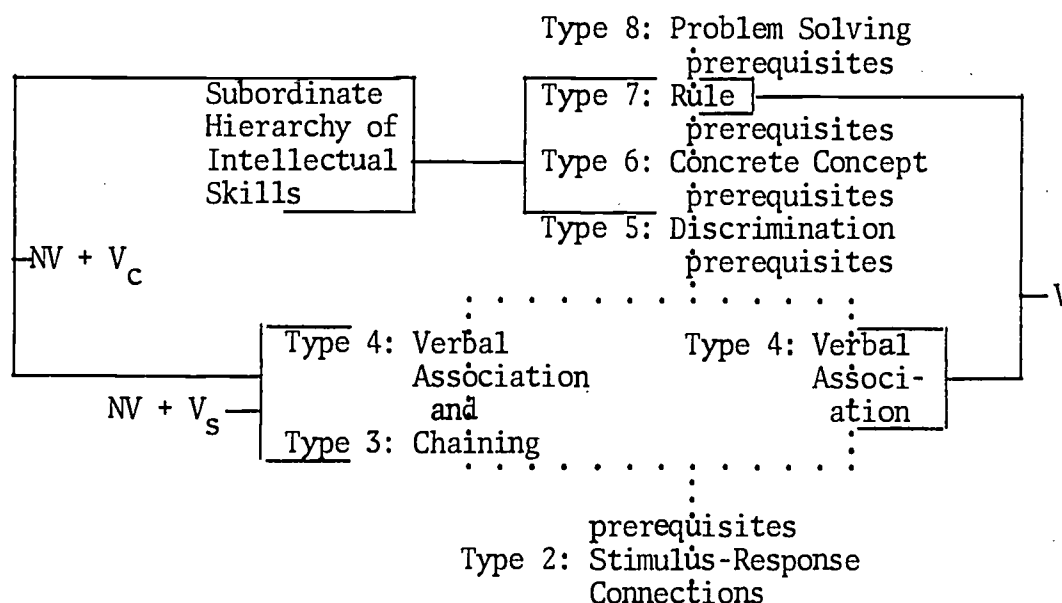 Type 8: Problem Solving
prerequisites
Subordinate Type 7: Rule
Hierarchy of prerequisites
Intellectual Type 6: Concrete Concept
Skills prerequisites
Type 5: Discrimination
NV + Vc prerequisites
V
Type 4: Verbal Type 4: Verbal
Association Associ-
NV + Vs and ation
Type 3: Chaining
prerequisites
Type 2: Stimulus-Response
Connections